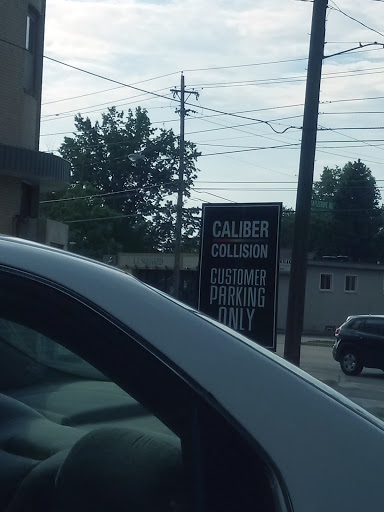 CALIBER
COLLISION
CUSTOMER
PARKING
ONLY